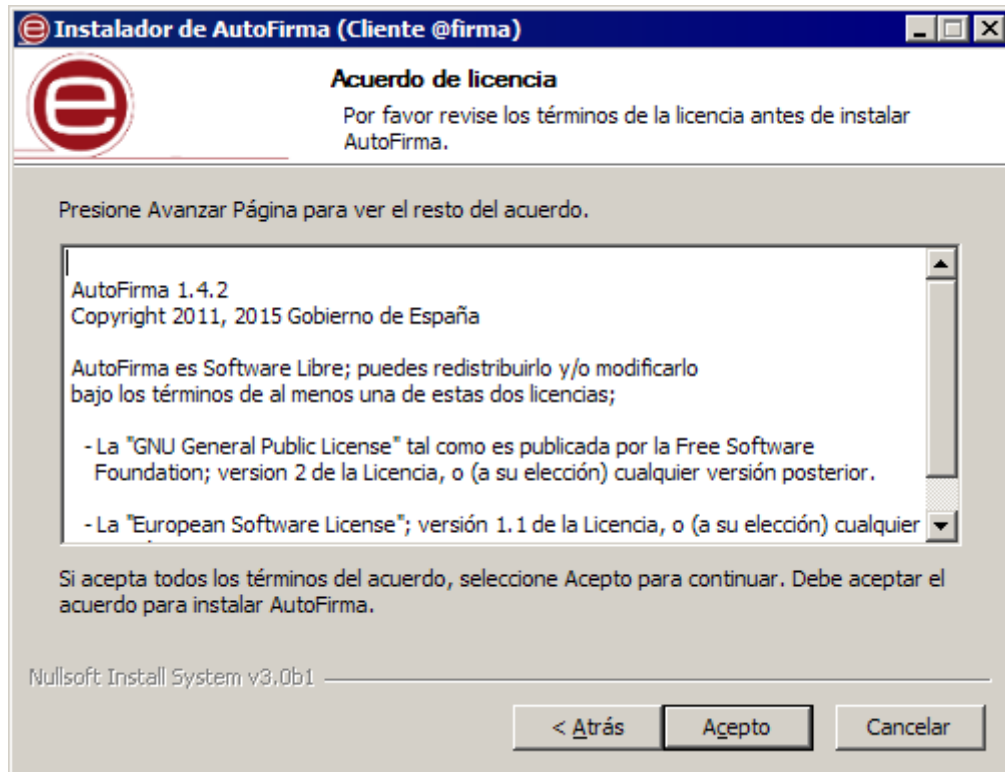 Instalador de AutoFirma (Cliente @firma)
Acuerdo de licencia
Por favor revise los términos de la licencia antes de instalar
AutoFirma.
Presione Avanzar Página para ver el resto del acuerdo.
AutoFirma 1.4.2
Copyright 2011, 2015 Gobierno de España
AutoFirma es Software Libre; puedes redistribuirlo y/o modificarlo
bajo los términos de al menos una de estas dos licencias;
- La "GNU General Public License" tal como es publicada por la Free Software
Foundation; version 2 de la Licencia, o (a su elección) cualquier versión posterior.
- La "European Software License"; versión 1.1 de la Licencia, o (a su elección) cualquier
Si acepta todos los términos del acuerdo, seleccione Acepto para continuar. Debe aceptar el
acuerdo para instalar AutoFirma.
Nullsoft Install System v3.0b1
< Atrás Acepto Cancelar